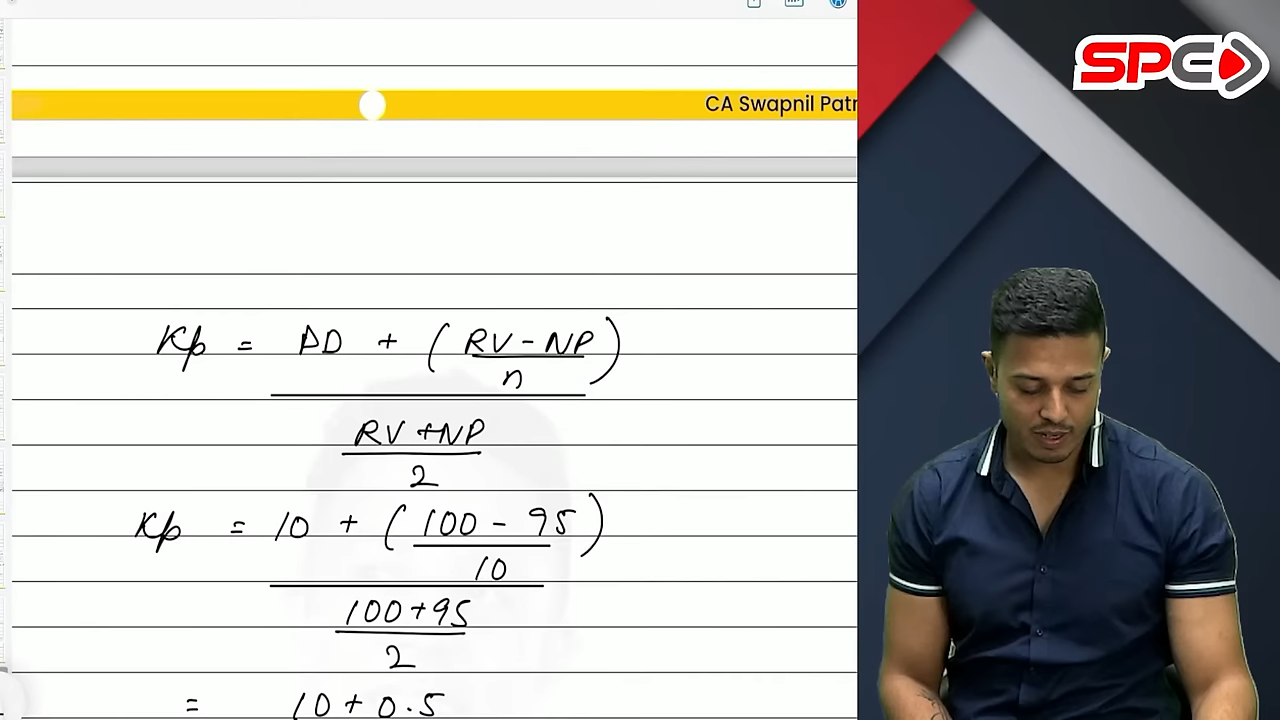 SPC
CA Swapnil Patr
Kp = PD + (RV - NP)
n
RV + NP
2
Kp = 10 + (100 - 95)
10
100 + 95
2
= 10 + 0.5